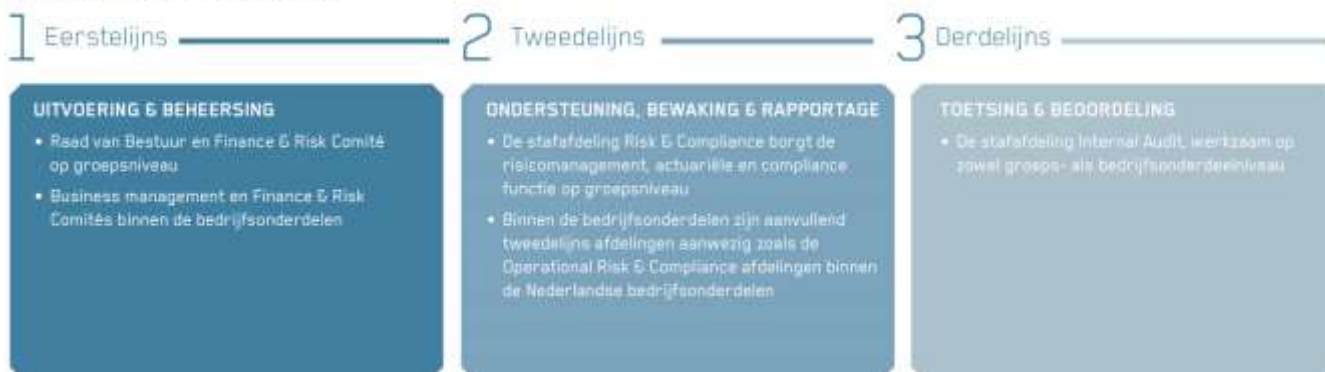 1 Eerstelijns
2 Tweedelijns
3 Derdelijns
UITVOERING & BEHEERSING
• Raad van Bestuur en Finance & Risk Comité
op groepsniveau
• Business management en Finance & Risk
Comités binnen de bedrijfsonderdelen
ONDERSTEUNING, BEWAKING & RAPPORTAGE
• De stafafdeling Risk & Compliance borgt de
risicomanagement, actuariële en compliance
functie op groepsniveau
• Binnen de bedrijfsonderdelen zijn aanvullend
tweedelijns afdelingen aanwezig zoals de
Operational Risk & Compliance afdelingen binnen
de Nederlandse bedrijfsonderdelen
TOETSING & BEOORDELING
• De stafafdeling Internal Audit, werkzaam op
zowel groeps- als bedrijfsonderdeelniveau